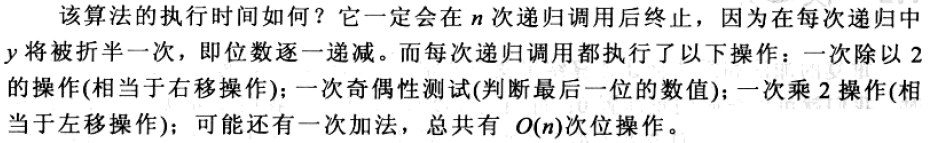 该算法的执行时间如何？它一定会在 n 次递归调用后终止，因为在每次递归中
y 将被折半一次，即位数逐一递减。而每次递归调用都执行了以下操作：一次除以 2
的操作(相当于右移操作)；一次奇偶性测试(判断最后一位的数值)；一次乘 2 操作(相
当于左移操作)；可能还有一次加法，总共有 O(n)次位操作。